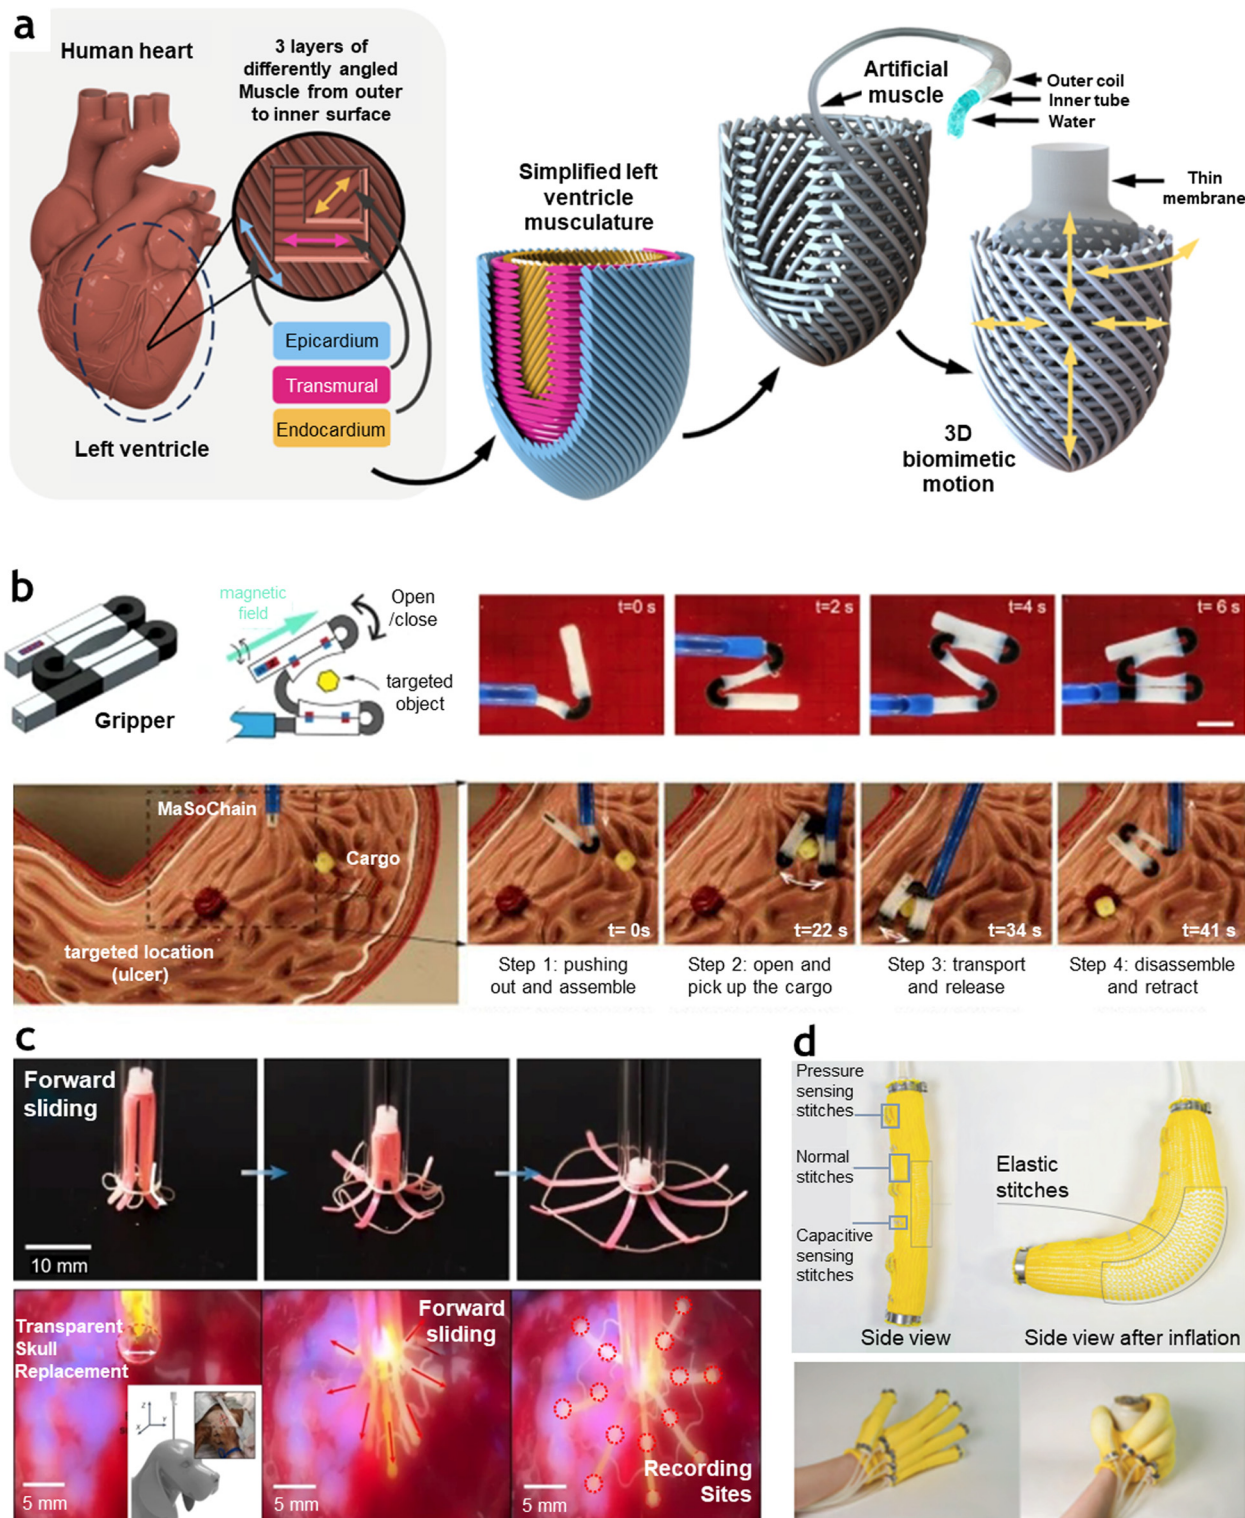 a
Human heart
3 layers of
differently angled
Muscle from outer
to inner surface
Epicardium
Transmural
Endocardium
Left ventricle
Simplified left
ventricle
musculature
Artificial
muscle
Outer coil
Inner tube
Water
Thin
membrane
3D
biomimetic
motion
b
Gripper
magnetic
field
Open
/close
targeted
object
t=0 s
t=2 s
t=4 s
t= 6 s
MaSoChain
Cargo
targeted location
(ulcer)
t= 0s
t=22 s
t=34 s
t=41 s
Step 1: pushing
out and assemble
Step 2: open and
pick up the cargo
Step 3: transport
and release
Step 4: disassemble
and retract
c
Forward
sliding
10 mm
Transparent
Skull
Replacement
Z
Y
X
5 mm
Forward
sliding
5 mm
Recording
Sites
5 mm
d
Pressure
sensing
stitches
Normal
stitches
Capacitive
sensing
stitches
Elastic
stitches
Side view
Side view after inflation